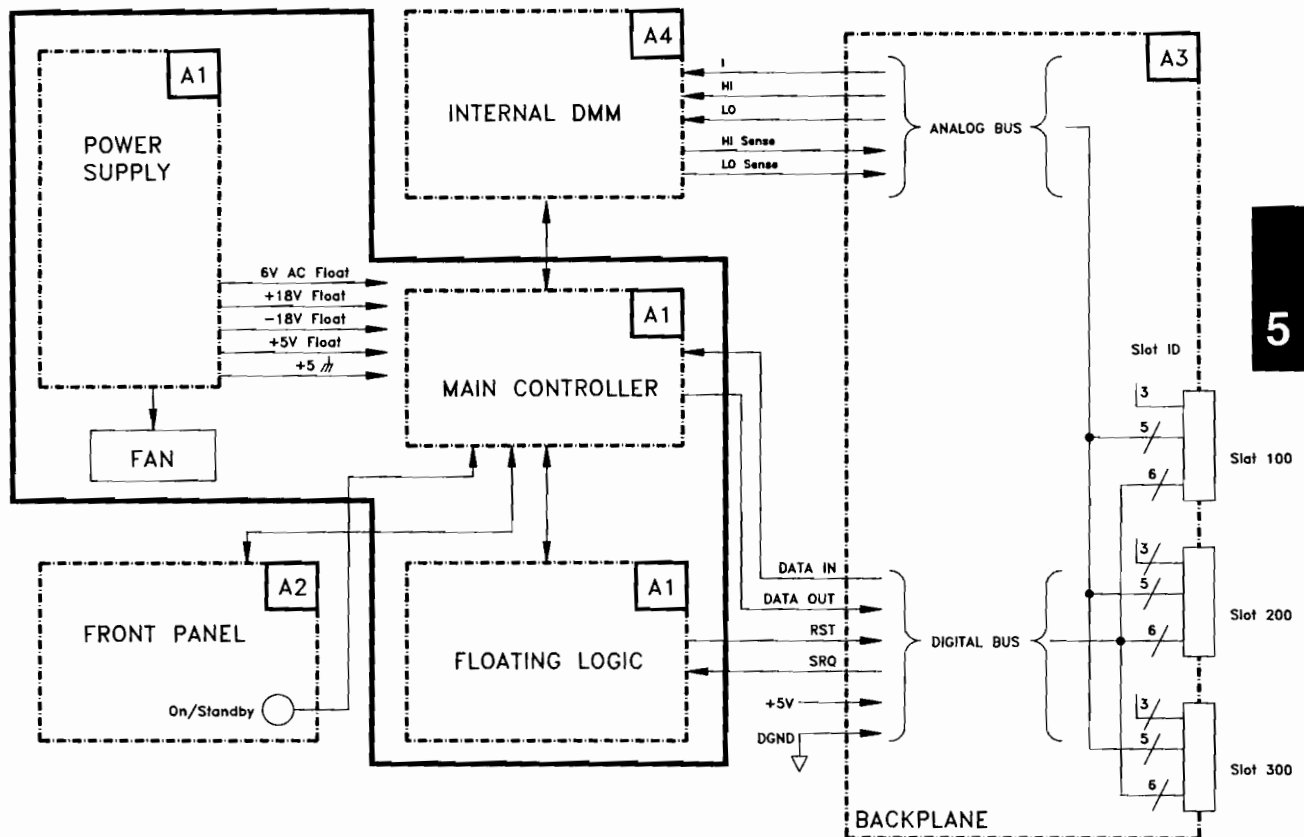 A1
POWER
SUPPLY
6V AC Float
+18V Float
-18V Float
+5V Float
+5
FAN
A4
INTERNAL DMM
I
HI
LO
HI Sense
LO Sense
ANALOG BUS
A3
A1
MAIN CONTROLLER
A2
FRONT PANEL
On/Standby
A1
FLOATING LOGIC
DATA IN
DATA OUT
RST
SRQ
+5V
DGND
DIGITAL BUS
Slot ID
3
5
6
Slot 100
3
5
6
Slot 200
3
5
6
Slot 300
BACKPLANE
5